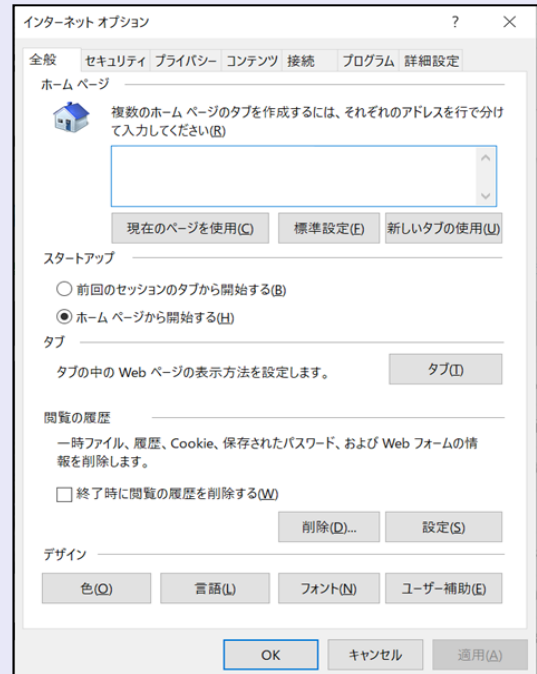 インターネット オプション ?
全般 セキュリティ プライバシー コンテンツ 接続 プログラム 詳細設定
ホーム ページ
複数のホーム ページのタブを作成するには、それぞれのアドレスを行で分け
て入力してください(R)
現在のページを使用(C) 標準設定(F) 新しいタブの使用(U)
スタートアップ
前回のセッションのタブから開始する(B)
ホーム ページから開始する(H)
タブ
タブの中の Web ページの表示方法を設定します。 タブ(T)
閲覧の履歴
一時ファイル、履歴、Cookie、保存されたパスワード、および Web フォームの情
報を削除します。
終了時に閲覧の履歴を削除する(W)
削除(D)... 設定(S)
デザイン
色(O) 言語(L) フォント(N) ユーザー補助(E)
OK キャンセル 適用(A)